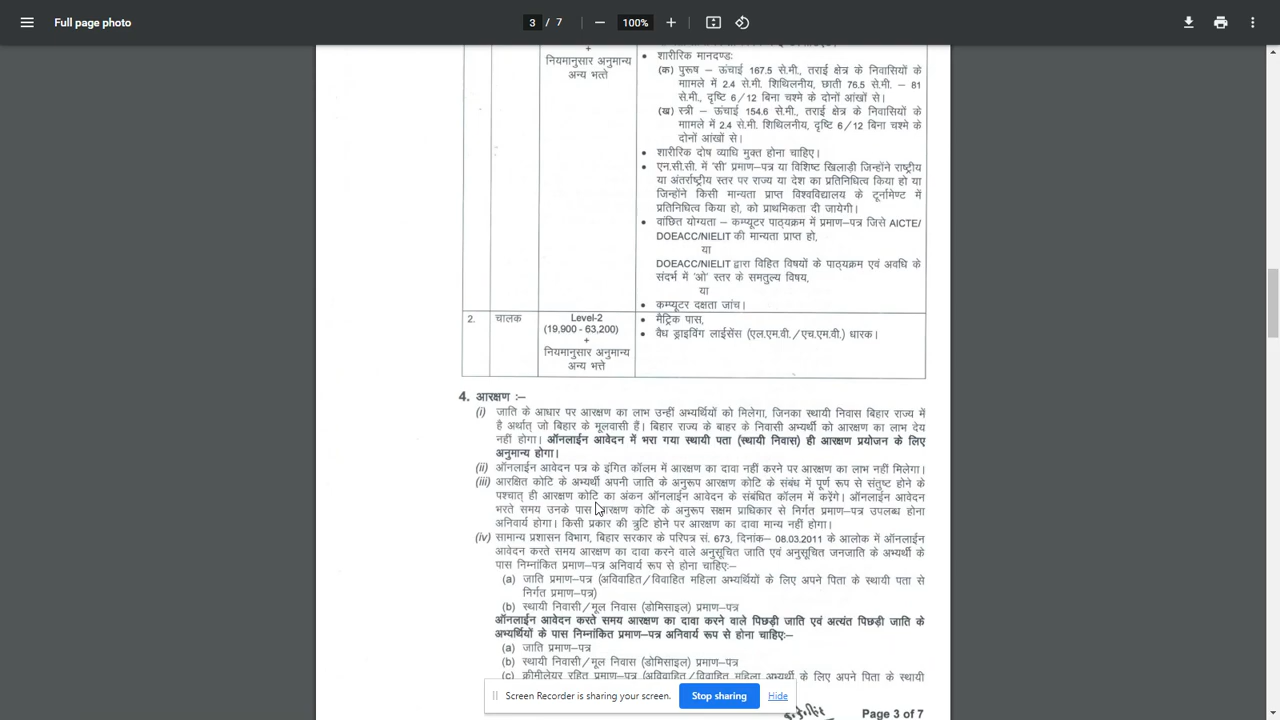 Full page photo
3 / 7
100%
+
नियमानुसार अनुमान्य
अन्य भत्ते
• शारीरिक मानदण्डः
(क) पुरूष – ऊंचाई 167.5 से.मी., तराई क्षेत्र के निवासियों के
माामले में 2.4 से.मी. शिथिलनीय, छाती 76.5 से.मी. – 81
से.मी., दृष्टि 6/12 बिना चश्मे के दोनों आंखों से।
(ख) स्त्री – ऊंचाई 154.6 से.मी., तराई क्षेत्र के निवासियों के
माामले में 2.4 से.मी. शिथिलनीय, दृष्टि 6/12 बिना चश्मे के
दोनों आंखों से।
• शारीरिक दोष व्याधि मुक्त होना चाहिए।
• एन.सी.सी. में 'सी' प्रमाण–पत्र या विशिष्ट खिलाड़ी जिन्होंने राष्ट्रीय
या अंतर्राष्ट्रीय स्तर पर राज्य या देश का प्रतिनिधित्व किया हो या
जिन्होंने किसी मान्यता प्राप्त विश्वविद्यालय के टूर्नामेण्ट में
प्रतिनिधित्व किया हो, को प्राथमिकता दी जायेगी।
• वांछित योग्यता – कम्प्यूटर पाठ्यक्रम में प्रमाण–पत्र जिसे AICTE/
DOEACC/NIELIT की मान्यता प्राप्त हो,
या
DOEACC/NIELIT द्वारा विहित विषयों के पाठ्यक्रम एवं अवधि के
संदर्भ में 'ओ' स्तर के समतुल्य विषय,
या
• कम्प्यूटर दक्षता जांच।
2. चालक
Level-2
(19,900 - 63,200)
+
नियमानुसार अनुमान्य
अन्य भत्ते
• मैट्रिक पास,
• वैध ड्राइविंग लाईसेंस (एल.एम.वी./एच.एम.वी.) धारक।
4. आरक्षण :–
(i) जाति के आधार पर आरक्षण का लाभ उन्हीं अभ्यर्थियों को मिलेगा, जिनका स्थायी निवास बिहार राज्य में
है अर्थात् जो बिहार के मूलवासी हैं। बिहार राज्य के बाहर के निवासी अभ्यर्थी को आरक्षण का लाभ देय
नहीं होगा। ऑनलाईन आवेदन में भरा गया स्थायी पता (स्थायी निवास) ही आरक्षण प्रयोजन के लिए
अनुमान्य होगा।
(ii) ऑनलाईन आवेदन पत्र के इंगित कॉलम में आरक्षण का दावा नहीं करने पर आरक्षण का लाभ नहीं मिलेगा।
(iii) आरक्षित कोटि के अभ्यर्थी अपनी जाति के अनुरूप आरक्षण कोटि के संबंध में पूर्ण रूप से संतुष्ट होने के
पश्चात् ही आरक्षण कोटि का अंकन ऑनलाईन आवेदन के संबंधित कॉलम में करेंगे। ऑनलाईन आवेदन
भरते समय उनके पास आरक्षण कोटि के अनुरूप सक्षम प्राधिकार से निर्गत प्रमाण–पत्र उपलब्ध होना
अनिवार्य होगा। किसी प्रकार की त्रुटि होने पर आरक्षण का दावा मान्य नहीं होगा।
(iv) सामान्य प्रशासन विभाग, बिहार सरकार के परिपत्र सं. 673, दिनांक– 08.03.2011 के आलोक में ऑनलाईन
आवेदन करते समय आरक्षण का दावा करने वाले अनुसूचित जाति एवं अनुसूचित जनजाति के अभ्यर्थी के
पास निम्नांकित प्रमाण–पत्र अनिवार्य रूप से होना चाहिए:–
(a) जाति प्रमाण–पत्र (अविवाहित/विवाहित महिला अभ्यर्थियों के लिए अपने पिता के स्थायी पता से
निर्गत प्रमाण–पत्र)
(b) स्थायी निवासी/मूल निवास (डोमिसाइल) प्रमाण–पत्र
ऑनलाईन आवेदन करते समय आरक्षण का दावा करने वाले पिछड़ी जाति एवं अत्यंत पिछड़ी जाति के
अभ्यर्थियों के पास निम्नांकित प्रमाण–पत्र अनिवार्य रूप से होना चाहिए:–
(a) जाति प्रमाण–पत्र
(b) स्थायी निवासी/मूल निवास (डोमिसाइल) प्रमाण–पत्र
(c) क्रीमीलेयर रहित प्रमाण–पत्र (अविवाहित/विवाहित महिला अभ्यर्थी के लिए अपने पिता के स्थायी
Screen Recorder is sharing your screen. Stop sharing Hide
Page 3 of 7